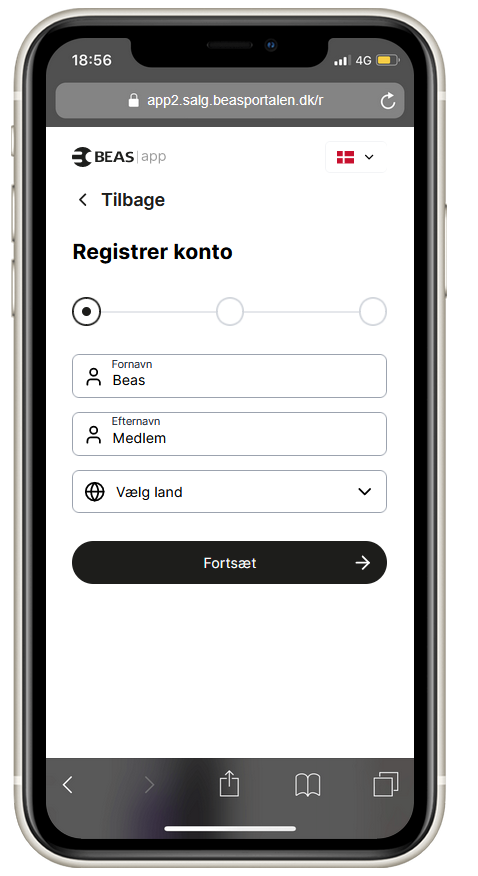 18:56
4G
app2.salg.beasportalen.dk/r
BEAS app
Tilbage
Registrer konto
Fornavn
Beas
Efternavn
Medlem
Vælg land
Fortsæt